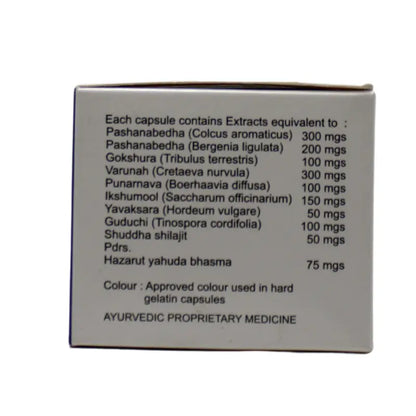 Each capsule contains Extracts equivalent to :
Pashanabedha (Colcus aromaticus) 300 mgs
Pashanabedha (Bergenia ligulata) 200 mgs
Gokshura (Tribulus terrestris) 100 mgs
Varunah (Cretaeva nurvula) 300 mgs
Punarnava (Boerhaavia diffusa) 100 mgs
Ikshumool (Saccharum officinarium) 150 mgs
Yavaksara (Hordeum vulgare) 50 mgs
Guduchi (Tinospora cordifolia) 100 mgs
Shuddha shilajit 50 mgs
Pdrs.
Hazarut yahuda bhasma 75 mgs
Colour : Approved colour used in hard
gelatin capsules
AYURVEDIC PROPRIETARY MEDICINE